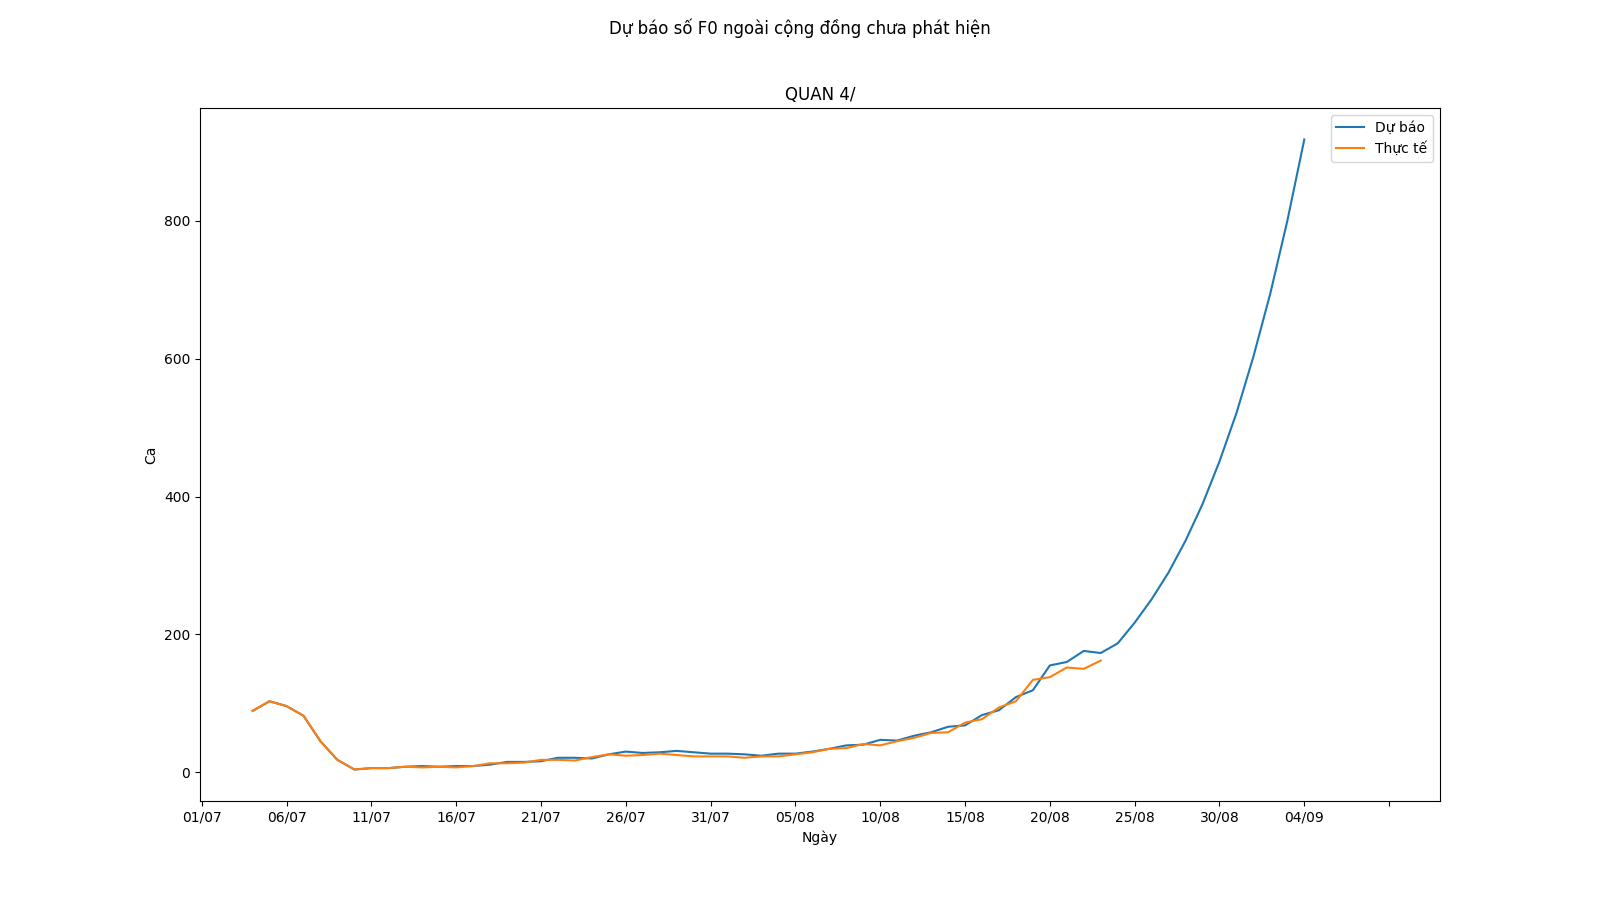 Dự báo số F0 ngoài cộng đồng chưa phát hiện
QUAN 4/
Dự báo
Thực tế
800
600
400
200
0
Ca
01/07 06/07 11/07 16/07 21/07 26/07 31/07 05/08 10/08 15/08 20/08 25/08 30/08 04/09
Ngày